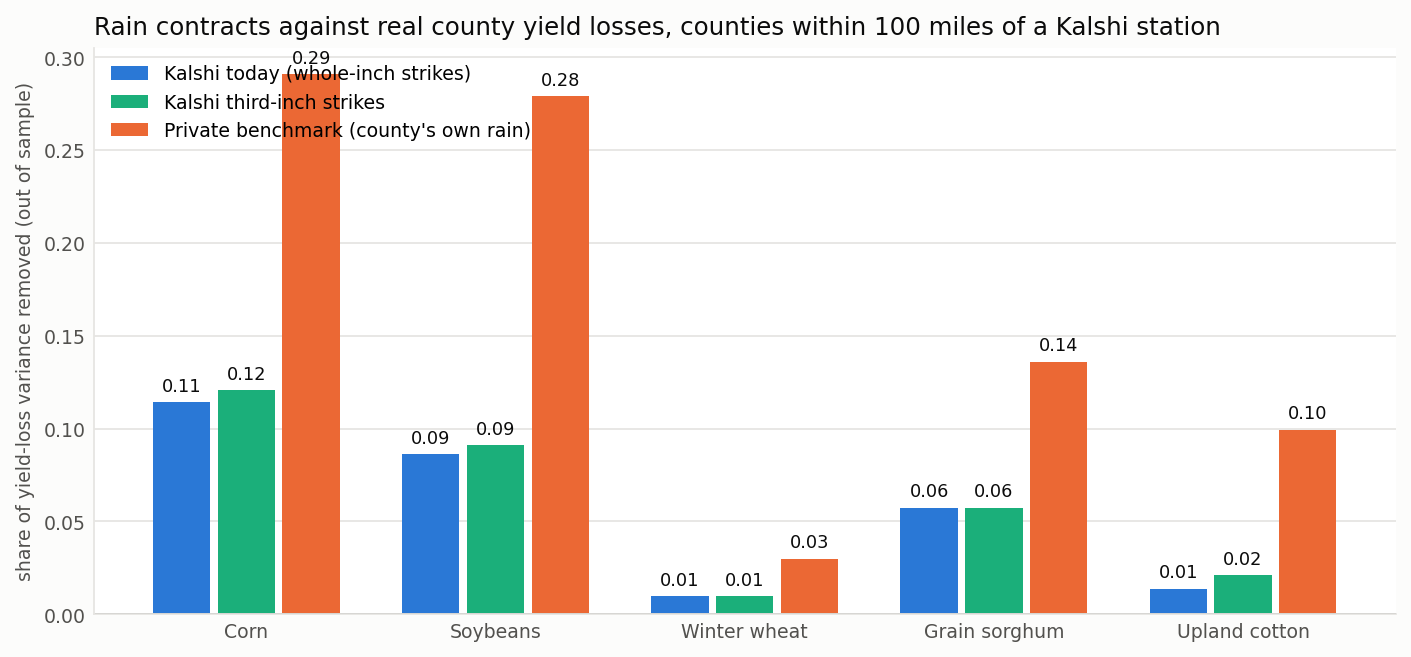 Rain contracts against real county yield losses, counties within 100 miles of a Kalshi station
share of yield-loss variance removed (out of sample)
0.30
0.25
0.20
0.15
0.10
0.05
0.00
Kalshi today (whole-inch strikes)
Kalshi third-inch strikes
Private benchmark (county's own rain)
0.11
0.12
0.29
0.09
0.09
0.28
0.01
0.01
0.03
0.06
0.06
0.14
0.01
0.02
0.10
Corn
Soybeans
Winter wheat
Grain sorghum
Upland cotton